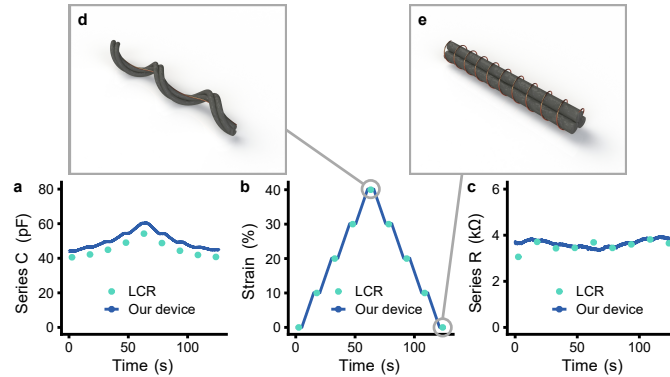 d
e
a
80
60
40
20
0
Series C (pF)
LCR
Our device
0
50
100
Time (s)
b
40
30
20
10
0
Strain (%)
LCR
Our device
0
50
100
Time (s)
c
6
4
2
0
Series R (kΩ)
LCR
Our device
0
50
100
Time (s)